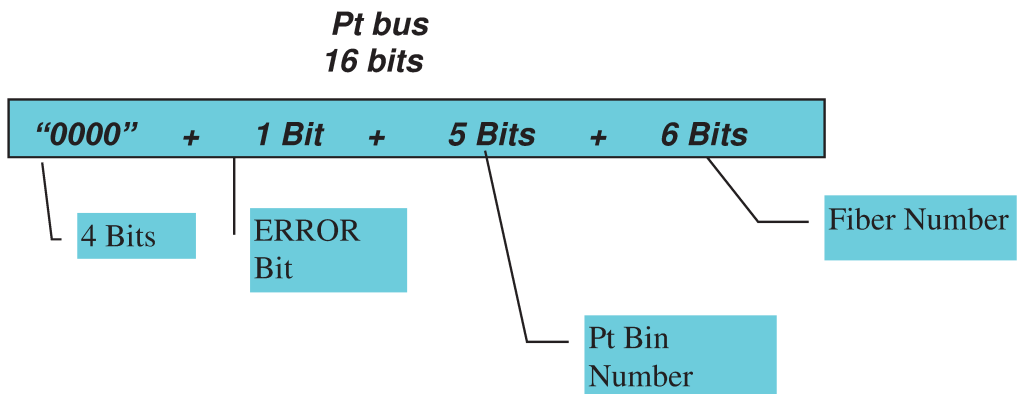 Pt bus
16 bits
“0000” + 1 Bit + 5 Bits + 6 Bits
4 Bits
ERROR
Bit
Fiber Number
Pt Bin
Number